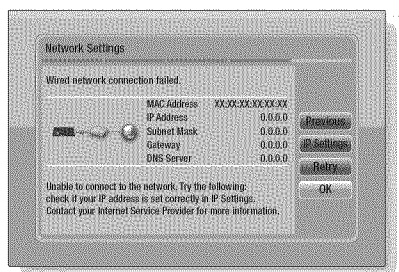 Network Settings
Wired network connection failed.
MAC Address XX:XX:XX:XX:XX:XX
IP Address 0.0.0.0
Subnet Mask 0.0.0.0
Gateway 0.0.0.0
DNS Server 0.0.0.0
Previous
IP Settings
Retry
OK
Unable to connect to the network. Try the following:
check if your IP address is set correctly in IP Settings.
Contact your Internet Service Provider for more information.